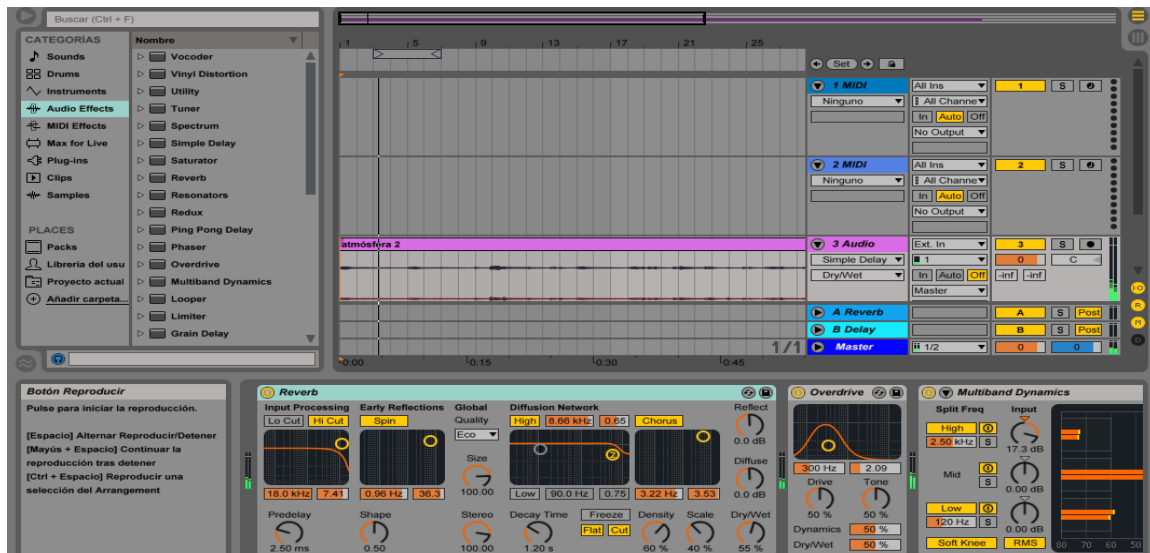 Buscar (Ctrl + F)
CATEGORÍAS
Sounds
Drums
Instruments
Audio Effects
MIDI Effects
Max for Live
Plug-ins
Clips
Samples
PLACES
Packs
Libreria del usu
Proyecto actual
Añadir carpeta...
Nombre
Vocoder
Vinyl Distortion
Utility
Tuner
Spectrum
Simple Delay
Saturator
Reverb
Resonators
Redux
Ping Pong Delay
Phaser
Overdrive
Multiband Dynamics
Looper
Limiter
Grain Delay
1 5 9 13 17 21 25
Set
1 MIDI All Ins 1 S
Ninguno All Channe
In Auto Off
No Output
2 MIDI All Ins 2 S
Ninguno All Channe
In Auto Off
No Output
atmósfera 2
3 Audio Ext. In 3 S
Simple Delay 1 0 C
Dry/Wet In Auto Off -inf -inf
Master
A Reverb A S Post
B Delay B S Post
1/1 Master 1/2 0 0
0:00 0:15 0:30 0:45
I·O
R
M
D
Botón Reproducir
Pulse para iniciar la reproducción.
[Espacio] Alternar Reproducir/Detener
[Mayús + Espacio] Continuar la
reproducción tras detener
[Ctrl + Espacio] Reproducir una
selección del Arrangement
Reverb
Input Processing Early Reflections Global Diffusion Network Reflect
Lo Cut Hi Cut Spin Quality High 8.66 kHz 0.65 Chorus
Eco 0.0 dB
Size Diffuse
100.00
18.0 kHz 7.41 0.96 Hz 36.3 Low 90.0 Hz 0.75 3.22 Hz 3.53 0.0 dB
Predelay Shape Stereo Decay Time Freeze Density Scale Dry/Wet
Flat Cut
2.50 ms 0.50 100.00 1.20 s 60 % 40 % 55 %
Overdrive
300 Hz 2.09
Drive Tone
50 % 50 %
Dynamics 50 %
Dry/Wet 50 %
Multiband Dynamics
Split Freq Input
High
2.50 kHz S 17.3 dB
Mid
S 0.00 dB
Low
120 Hz S 0.00 dB
Soft Knee RMS
80 70 60 50